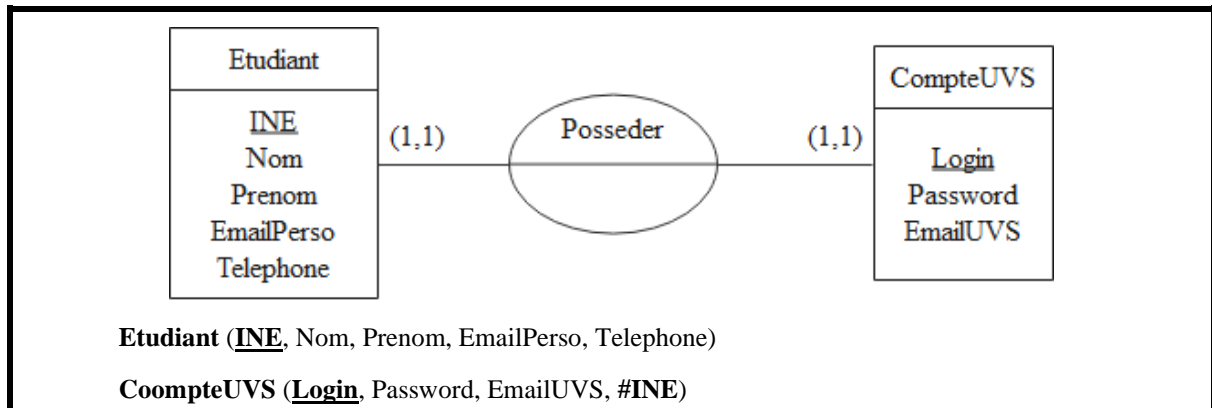 Etudiant
INE
Nom
Prenom
EmailPerso
Telephone
(1,1)
Posseder
(1,1)
CompteUVS
Login
Password
EmailUVS
Etudiant (INE, Nom, Prenom, EmailPerso, Telephone)
CoompteUVS (Login, Password, EmailUVS, #INE)